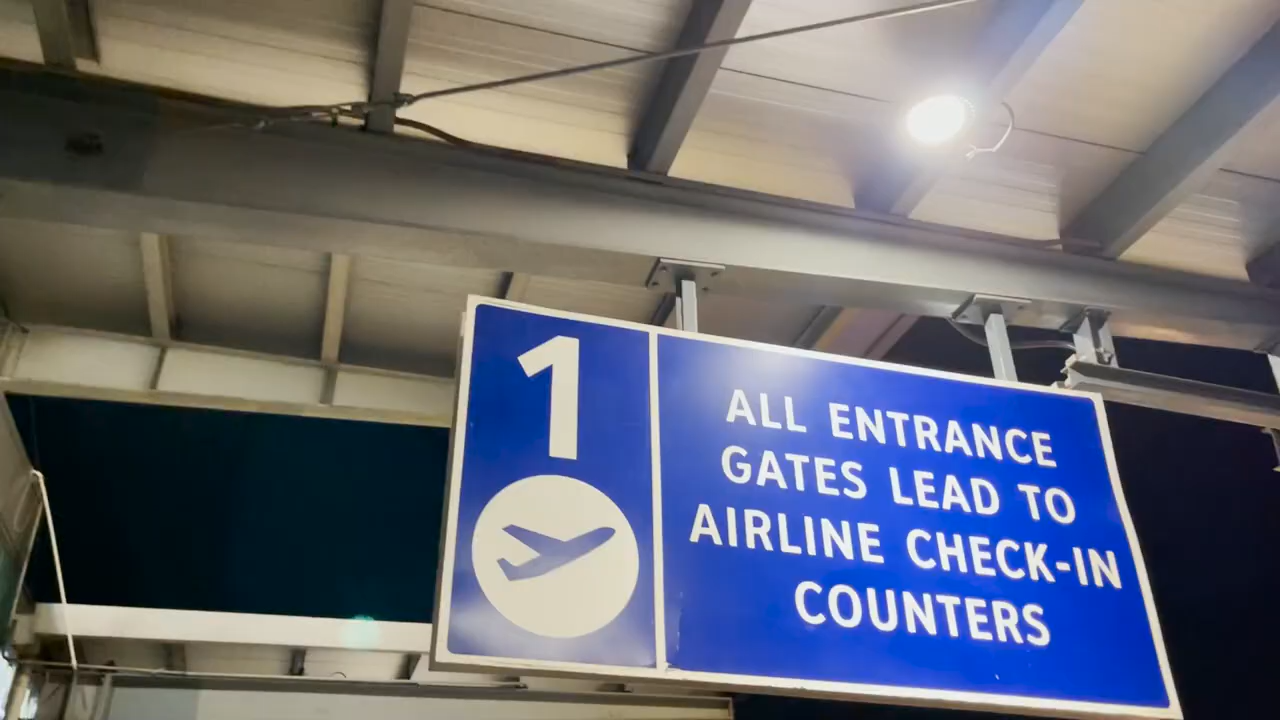 1
ALL ENTRANCE
GATES LEAD TO
AIRLINE CHECK-IN
COUNTERS